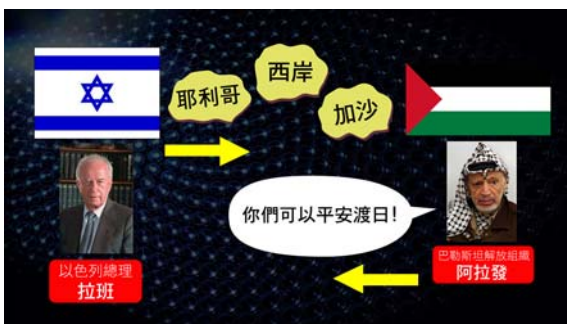 西岸
耶利哥
加沙
你們可以平安渡日!
以色列總理
拉班
巴勒斯坦解放組織
阿拉發